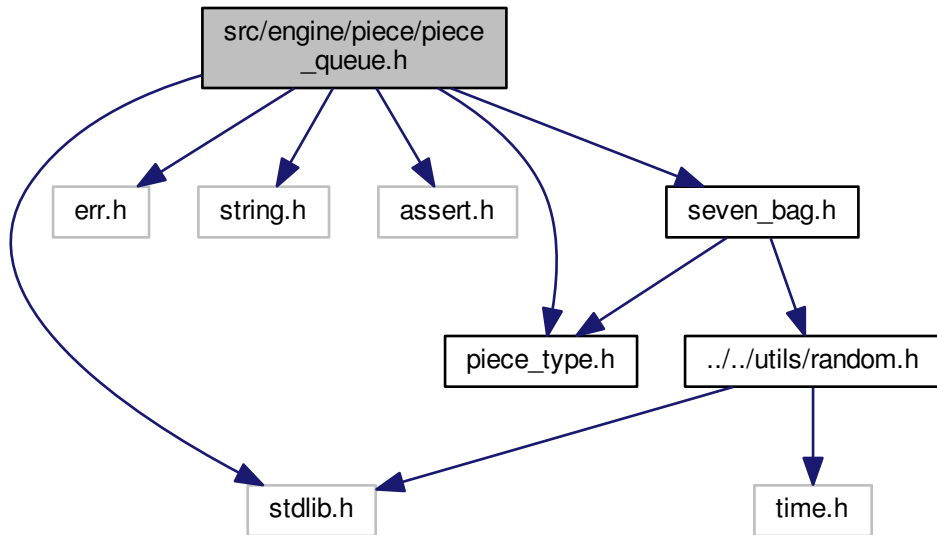 src/engine/piece/piece
_queue.h
err.h
string.h
assert.h
seven_bag.h
piece_type.h
../../utils/random.h
stdlib.h
time.h